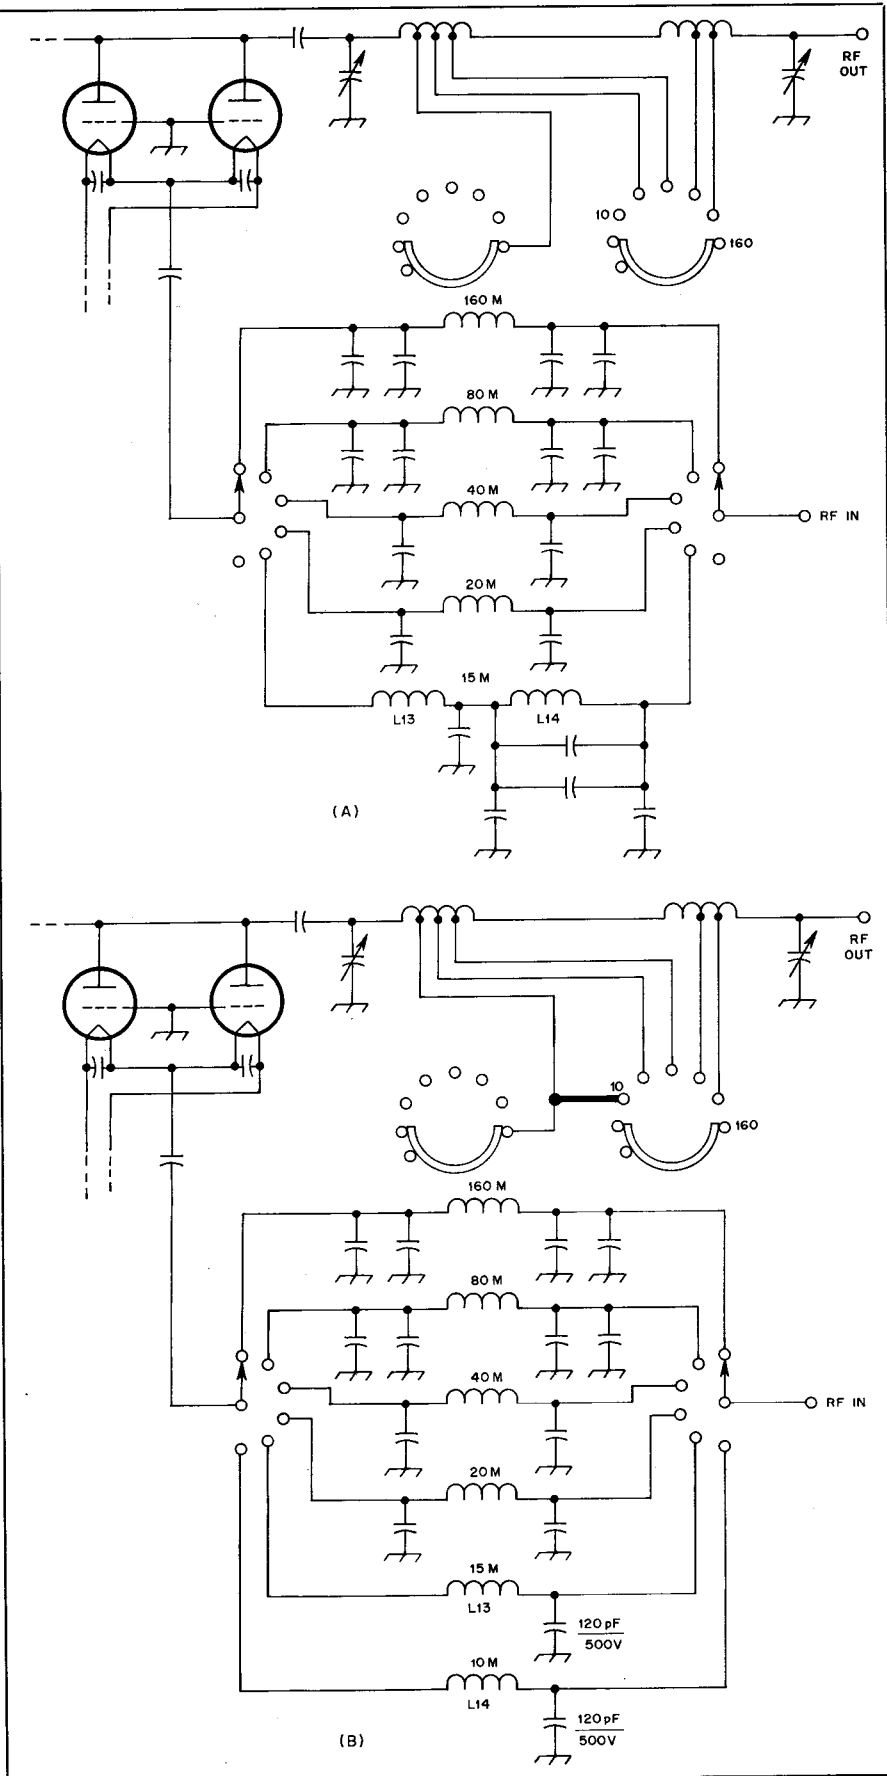 RF
OUT
10
160
160 M
80 M
40 M
RF IN
20 M
15 M
L13
L14
(A)
RF
OUT
10
160
160 M
80 M
40 M
RF IN
20 M
15 M
L13
120 pF
500V
10 M
L14
120 pF
500V
(B)